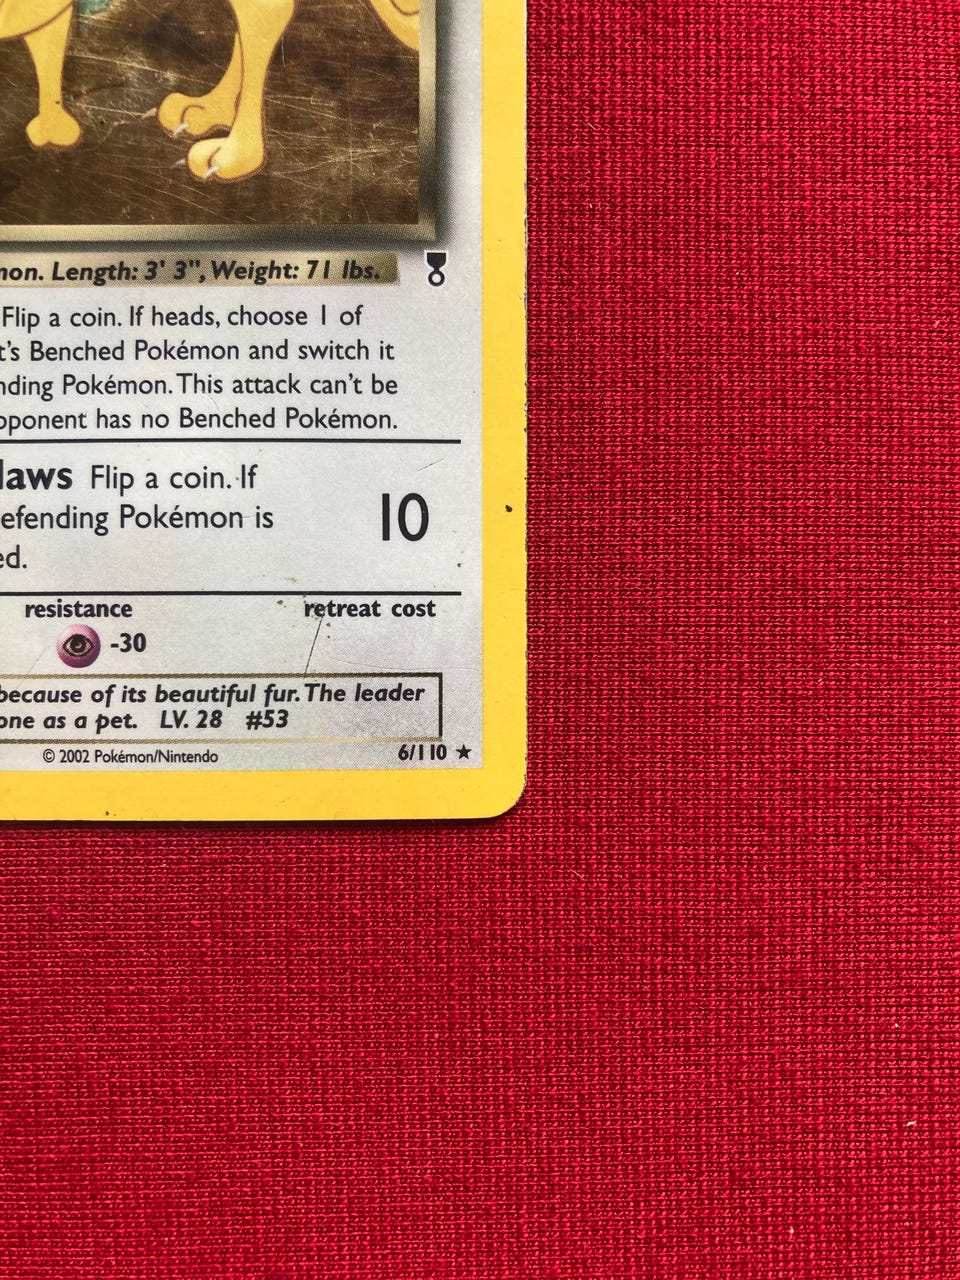 mon. Length: 3' 3", Weight: 71 lbs.
Flip a coin. If heads, choose 1 of
t's Benched Pokémon and switch it
nding Pokémon. This attack can't be
pponent has no Benched Pokémon.
laws Flip a coin. If
efending Pokémon is
ed.
10
resistance
retreat cost
-30
because of its beautiful fur. The leader
one as a pet. LV. 28 #53
© 2002 Pokémon/Nintendo
6/110 ★